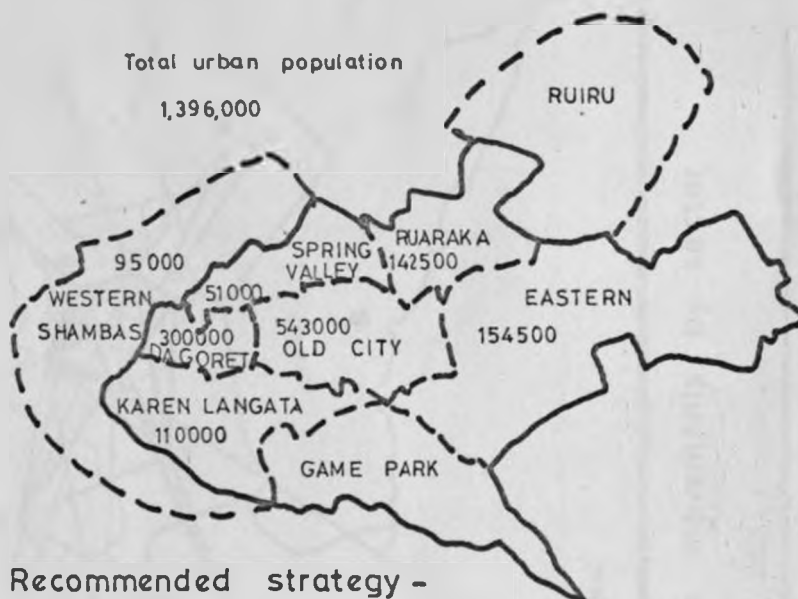 Total urban population
1,396,000
RUIRU
95000
WESTERN
SHAMBAS
SPRING
VALLEY
51000
RUARAKA
142500
EASTERN
154500
300000
DAGORETI
543000
OLD CITY
KAREN LANGATA
110000
GAME PARK
Recommended strategy -